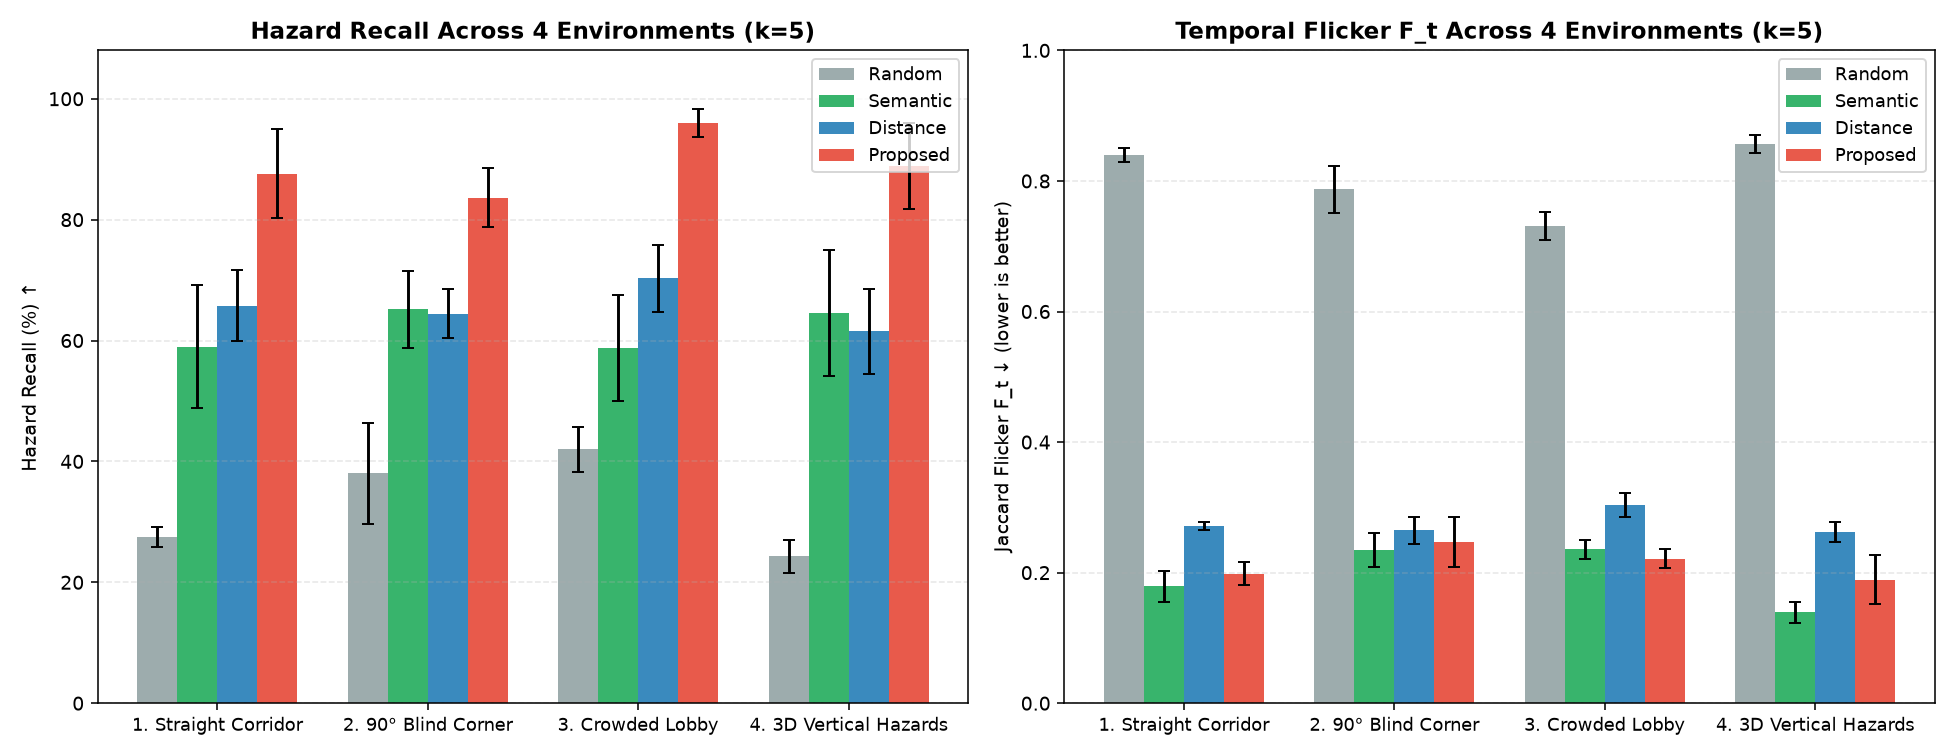 Hazard Recall Across 4 Environments (k=5)
Hazard Recall (%) ↑
100
80
60
40
20
0
Random
Semantic
Distance
Proposed
1. Straight Corridor
2. 90° Blind Corner
3. Crowded Lobby
4. 3D Vertical Hazards
Temporal Flicker F_t Across 4 Environments (k=5)
Jaccard Flicker F_t ↓ (lower is better)
1.0
0.8
0.6
0.4
0.2
0.0
Random
Semantic
Distance
Proposed
1. Straight Corridor
2. 90° Blind Corner
3. Crowded Lobby
4. 3D Vertical Hazards